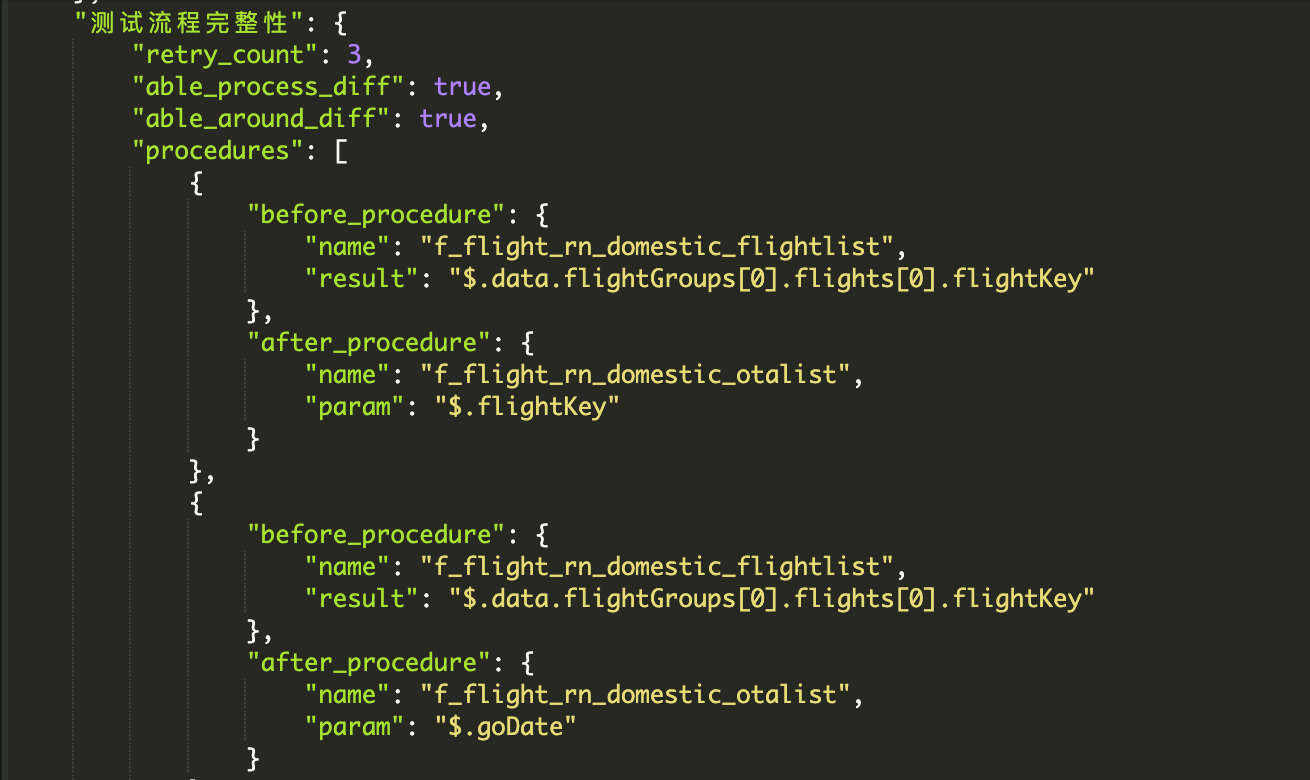 "测试流程完整性": {
"retry_count": 3,
"able_process_diff": true,
"able_around_diff": true,
"procedures": [
{
"before_procedure": {
"name": "f_flight_rn_domestic_flightlist",
"result": "$.data.flightGroups[0].flights[0].flightKey"
},
"after_procedure": {
"name": "f_flight_rn_domestic_otalist",
"param": "$.flightKey"
}
},
{
"before_procedure": {
"name": "f_flight_rn_domestic_flightlist",
"result": "$.data.flightGroups[0].flights[0].flightKey"
},
"after_procedure": {
"name": "f_flight_rn_domestic_otalist",
"param": "$.goDate"
}